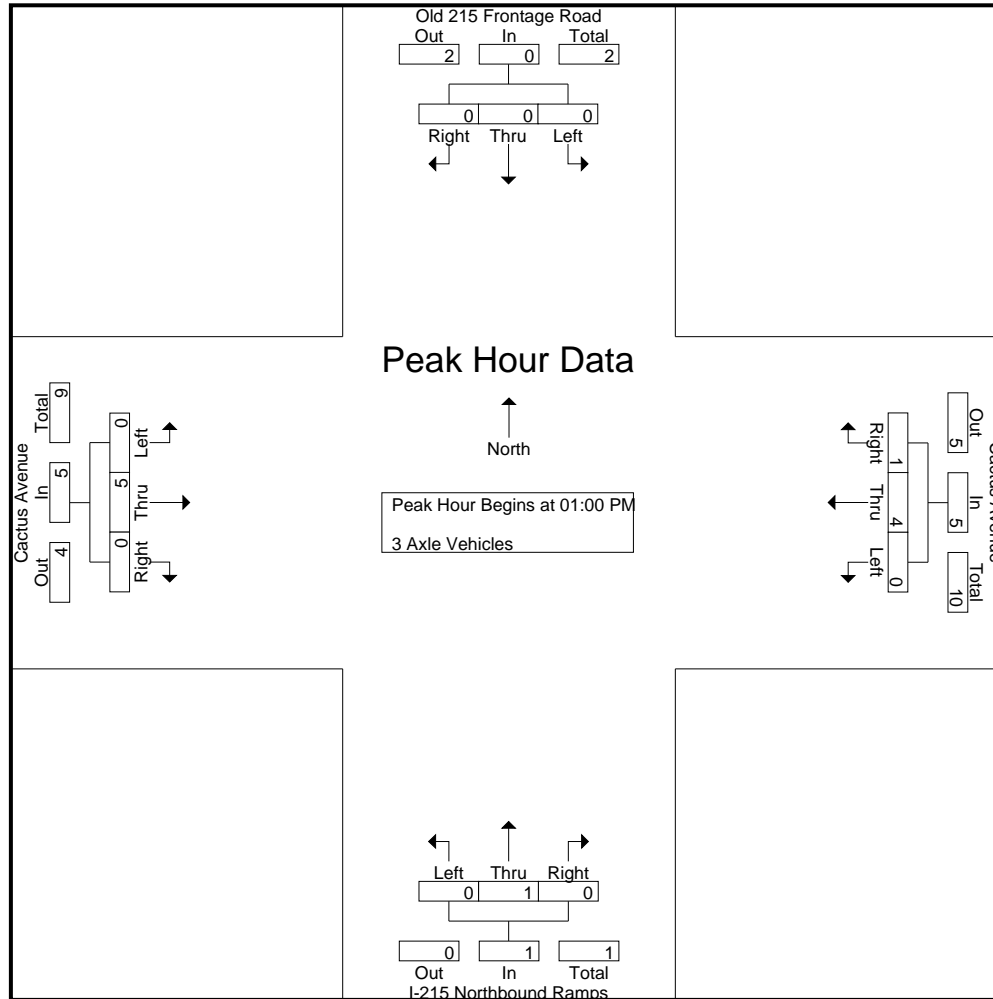 Old 215 Frontage Road
Out In Total
2 0 2
0 0 0
Right Thru Left
Peak Hour Data
North
Peak Hour Begins at 01:00 PM
3 Axle Vehicles
Cactus Avenue
Out In Total
4 5 9
0 5 0
Left Thru Right
Out In Total
5 5 10
1 4 0
Right Thru Left
Left Thru Right
0 1 0
0 1 1
Out In Total
I-215 Northbound Ramps